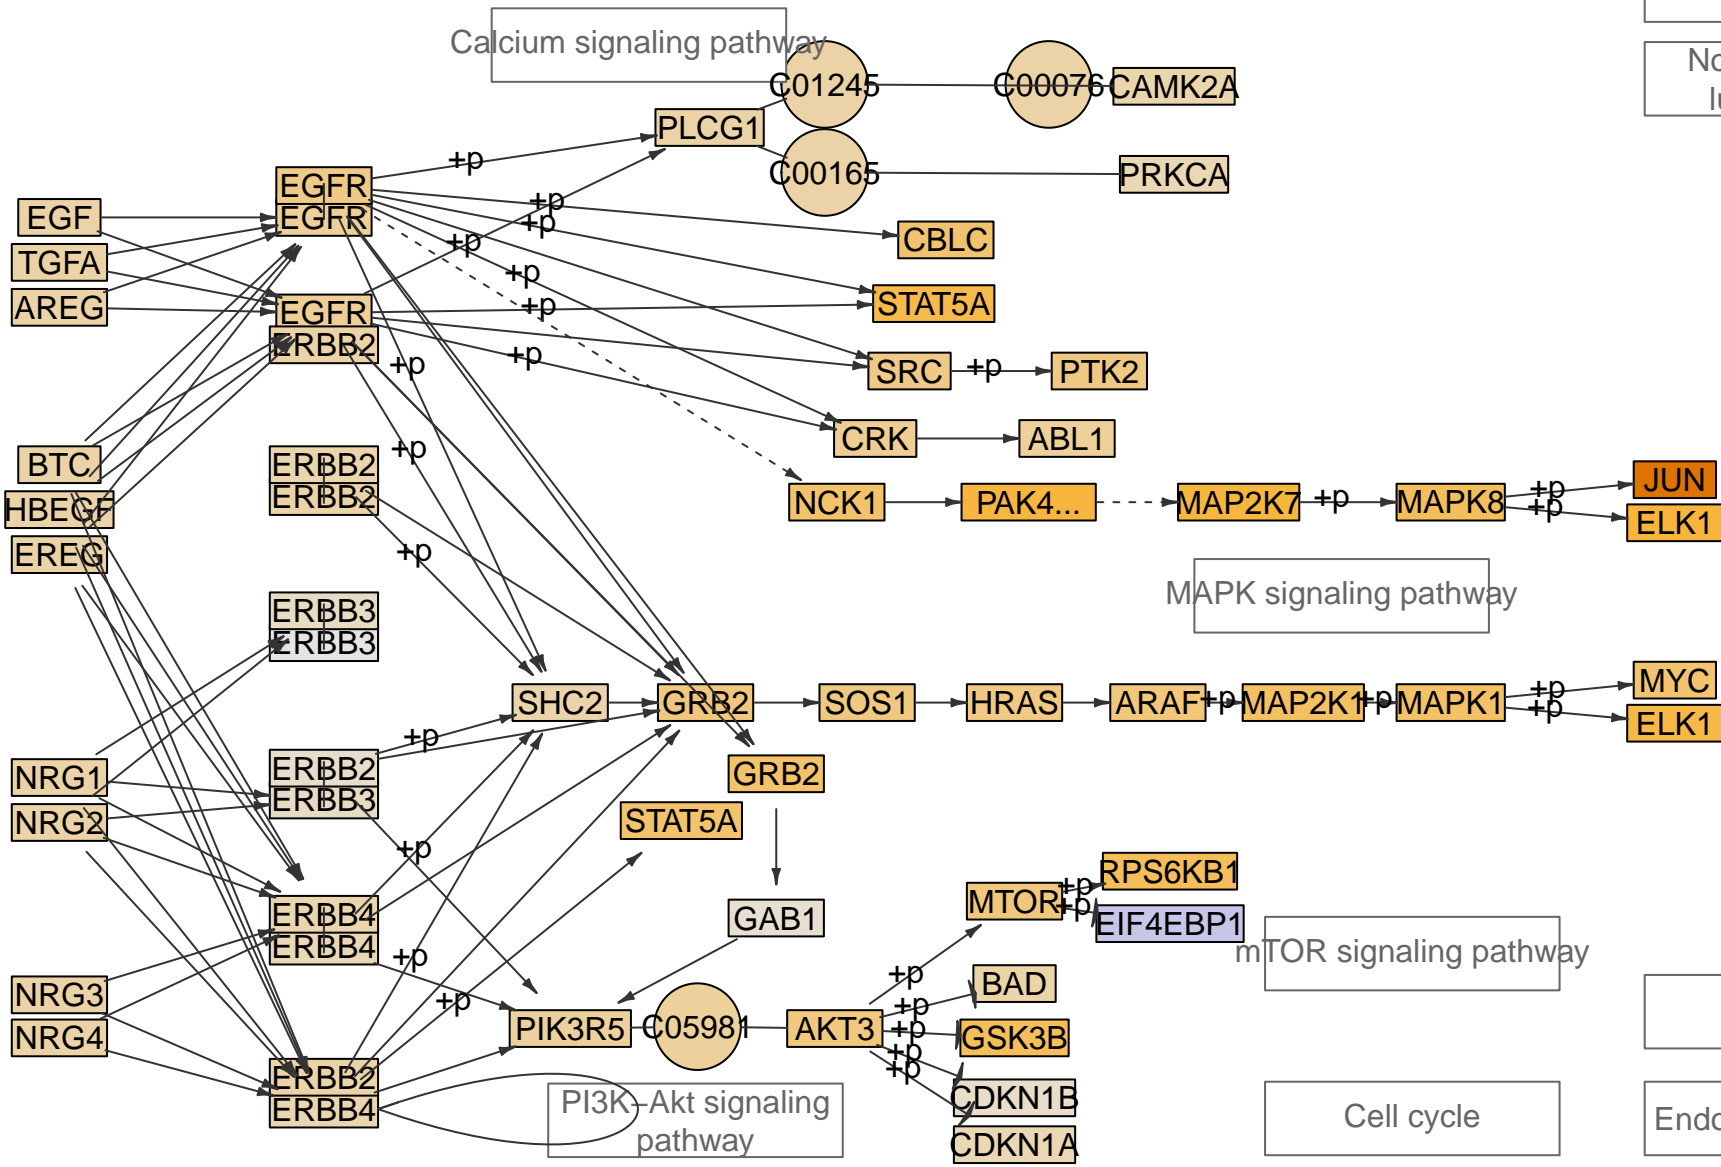 Calcium signaling pathway
No
lu
C01245
C00076
CAMK2A
PLCG1
+p
C00165
PRKCA
EGFR
EGFR
EGF
+p
+p
CBLC
TGFA
+p
+p
AREG
EGFR
+p
STAT5A
ERBB2
+p
+p
SRC
+p
PTK2
BTC
ERBB2
+p
CRK
ABL1
HBEGF
ERBB2
NCK1
PAK4...
MAP2K7
+p
MAPK8
+p
+p
JUN
ELK1
EREG
+p
MAPK signaling pathway
ERBB3
ERBB3
SHC2
GRB2
SOS1
HRAS
ARAF
+p
MAP2K1
+p
MAPK1
+p
+p
MYC
ELK1
+p
NRG1
ERBB2
ERBB3
GRB2
NRG2
STAT5A
+p
ERBB4
ERBB4
GAB1
MTOR
+p
+p
RPS6KB1
EIF4EBP1
mTOR signaling pathway
+p
+p
NRG3
+p
BAD
NRG4
PIK3R5
C05981
AKT3
+p
+p
GSK3B
+p
+p
ERBB2
ERBB4
PI3K−Akt signaling
pathway
CDKN1B
CDKN1A
Cell cycle
Endo